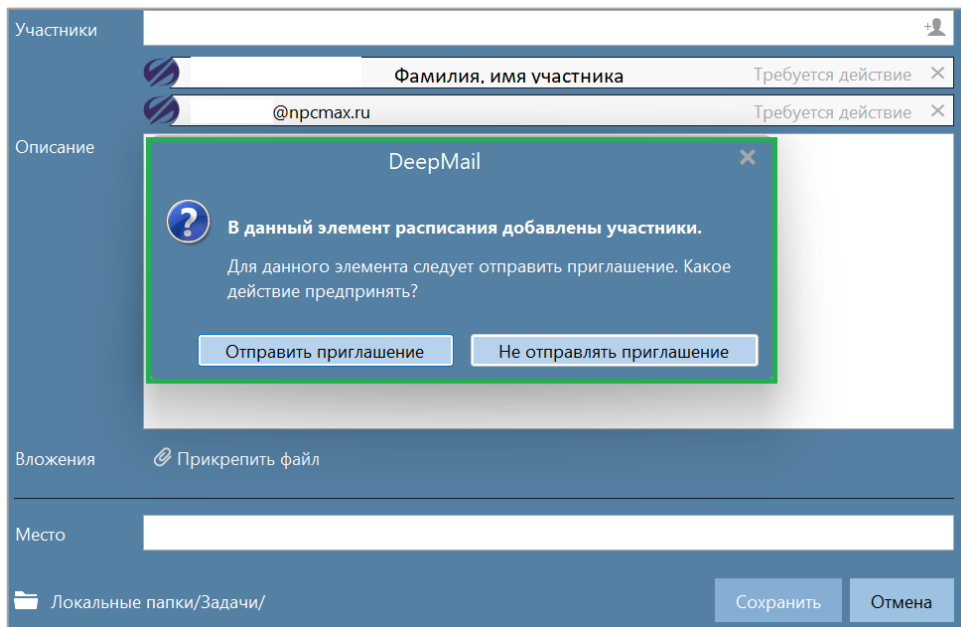 Участники
Фамилия, имя участника Требуется действие
@npcmax.ru Требуется действие
Описание
DeepMail
В данный элемент расписания добавлены участники.
Для данного элемента следует отправить приглашение. Какое
действие предпринять?
Отправить приглашение Не отправлять приглашение
Вложения Прикрепить файл
Место
Локальные папки/Задачи/ Сохранить Отмена